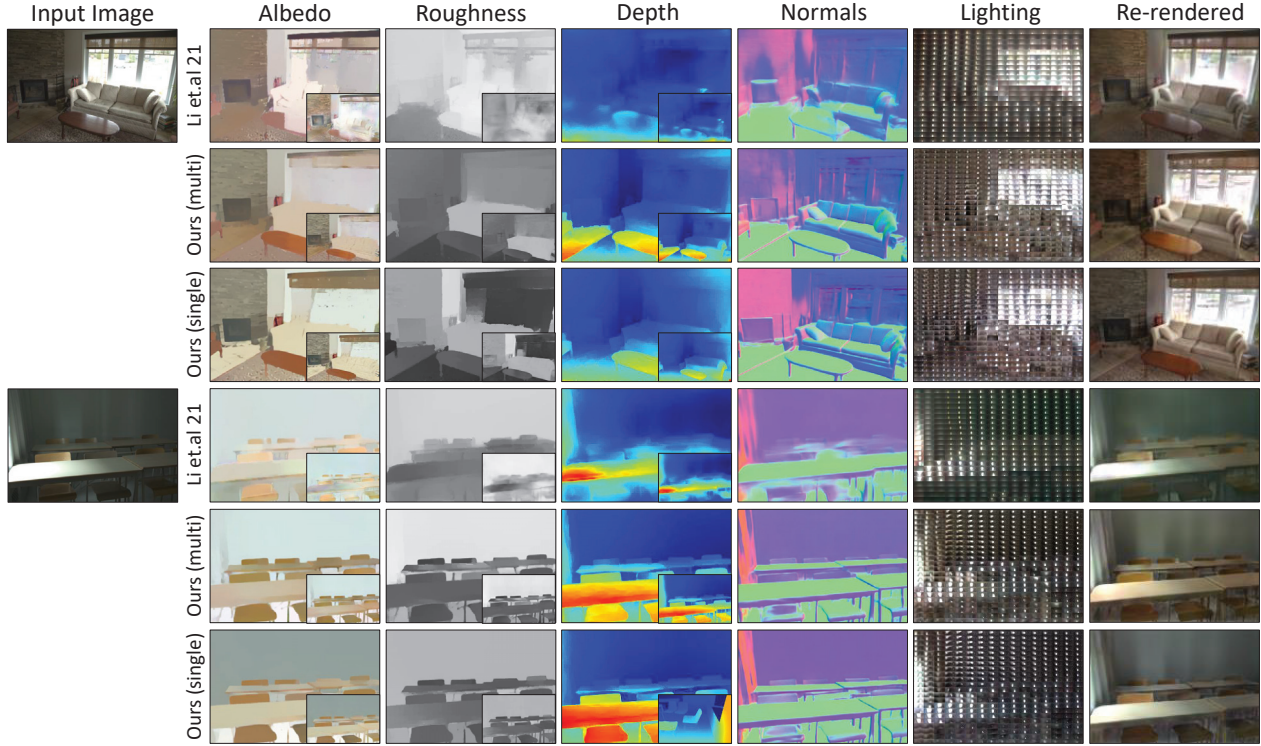 Input Image Albedo Roughness Depth Normals Lighting Re-rendered
Li et.al 21
Ours (multi)
Ours (single)
Li et.al 21
Ours (multi)
Ours (single)